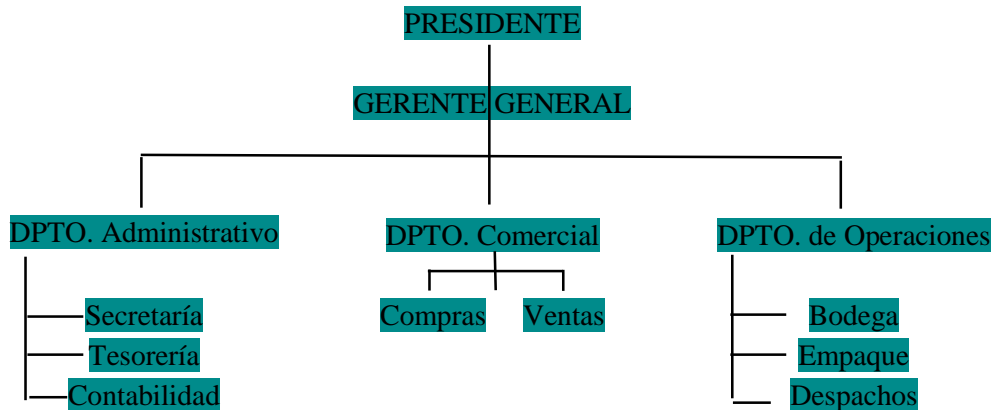 PRESIDENTE
GERENTE GENERAL
DPTO. Administrativo
DPTO. Comercial
DPTO. de Operaciones
Secretaría
Tesorería
Contabilidad
Compras
Ventas
Bodega
Empaque
Despachos